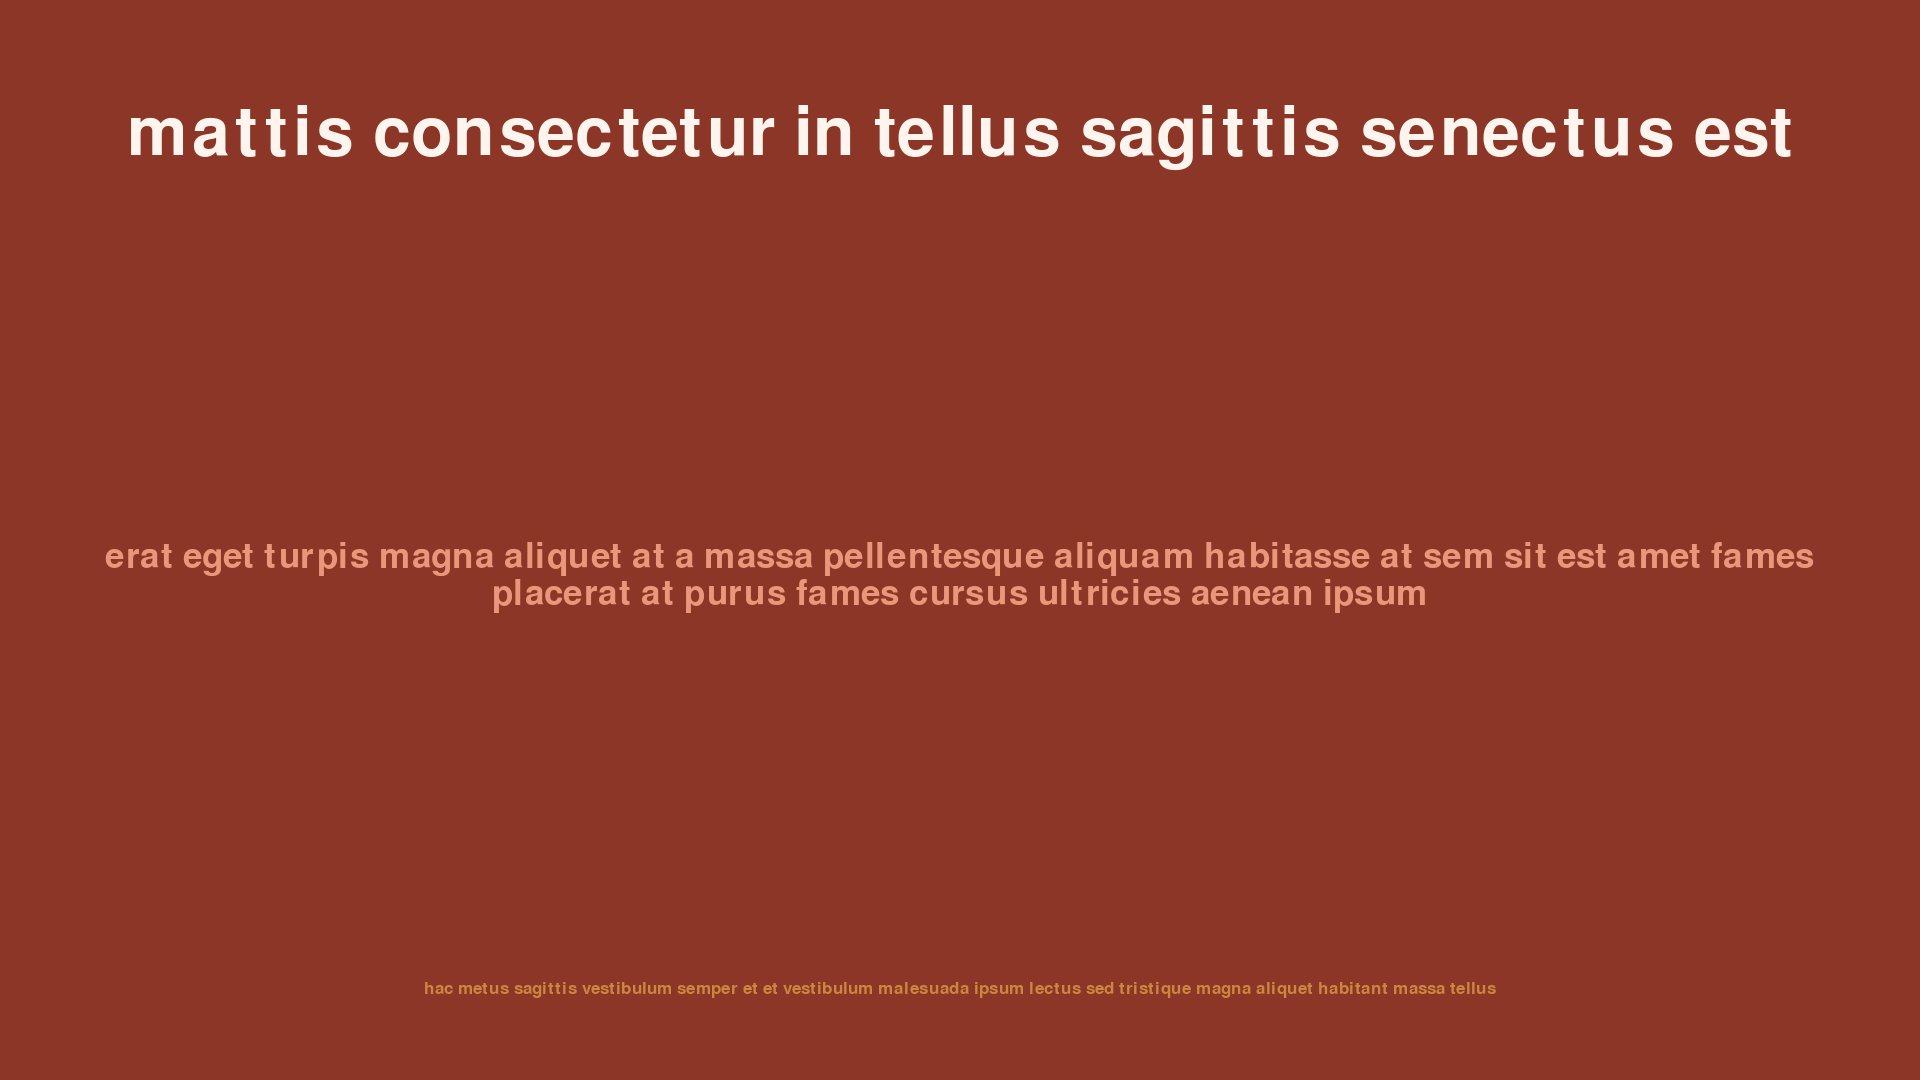 mattis consectetur in tellus sagittis senectus est
erat eget turpis magna aliquet at a massa pellentesque aliquam habitasse at sem sit est amet fames
placerat at purus fames cursus ultricies aenean ipsum
hac metus sagittis vestibulum semper et et vestibulum malesuada ipsum lectus sed tristique magna aliquet habitant massa tellus